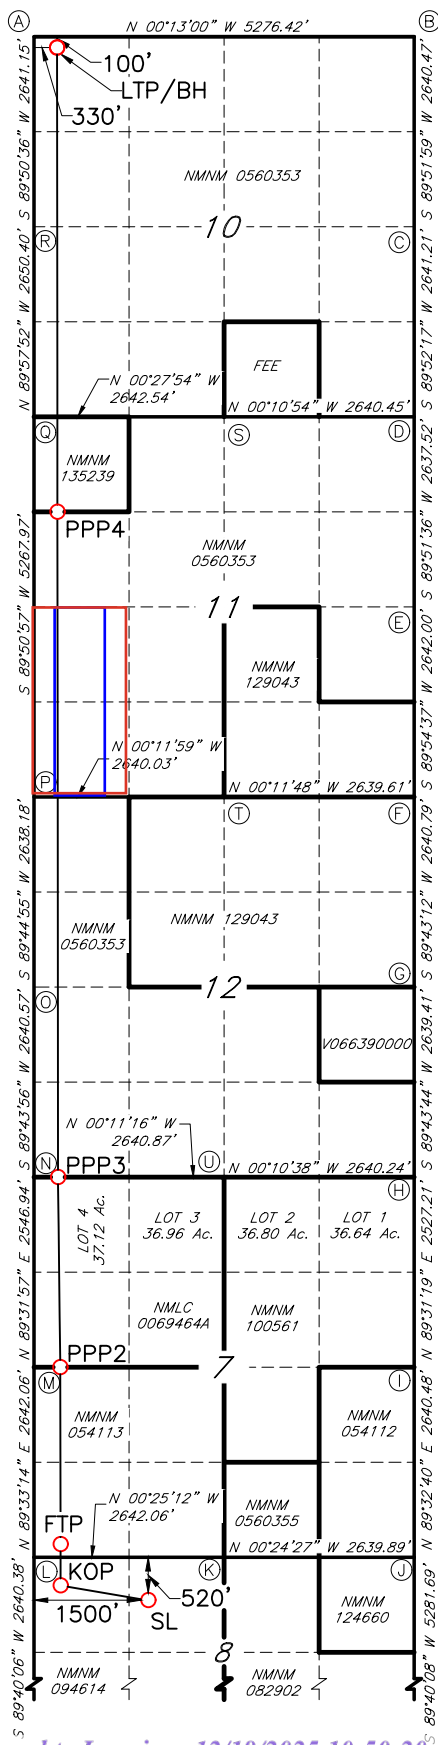 A
B
N 00°13'00" W 5276.42'
100'
LTP/BH
330'
S 89°50'36" W 2641.15'
S 89°51'59" W 2640.47'
NMNM 0560353
10
R
C
N 89°57'52" W 2650.40'
S 89°52'17" W 2641.21'
FEE
N 00°27'54" W
2642.54'
N 00°10'54" W 2640.45'
Q
S
D
NMNM
135239
PPP4
S 89°50'57" W 5267.97'
S 89°51'36" W 2637.52'
NMNM
0560353
11
E
NMNM
129043
S 89°54'37" W 2642.00'
N 00°11'59" W
2640.03'
P
N 00°11'48" W 2639.61'
T
F
S 89°44'55" W 2638.18'
S 89°43'12" W 2640.79'
NMNM
0560353
NMNM 129043
12
G
O
V066390000
S 89°43'56" W 2640.57'
S 89°43'44" W 2639.41'
N 00°11'16" W
2640.87'
N
PPP3
U
N 00°10'38" W 2640.24'
H
LOT 4
37.12 Ac.
LOT 3
36.96 Ac.
LOT 2
36.80 Ac.
LOT 1
36.64 Ac.
N 89°31'57" E 2546.94'
N 89°31'19" E 2527.21'
NMLC
0069464A
NMNM
100561
PPP2
7
M
I
NMNM
054113
NMNM
054112
N 89°33'14" E 2642.06'
N 89°32'40" E 2640.48'
N 00°25'12" W
2642.06'
NMNM
0560355
FTP
N 00°24'27" W 2639.89'
L
KOP
K
J
520'
1500'
SL
NMNM
124660
8
S 89°40'06" W 2640.38'
S 89°40'08" W 5281.69'
NMNM
094614
NMNM
082902
12/18/2025 10:50:20